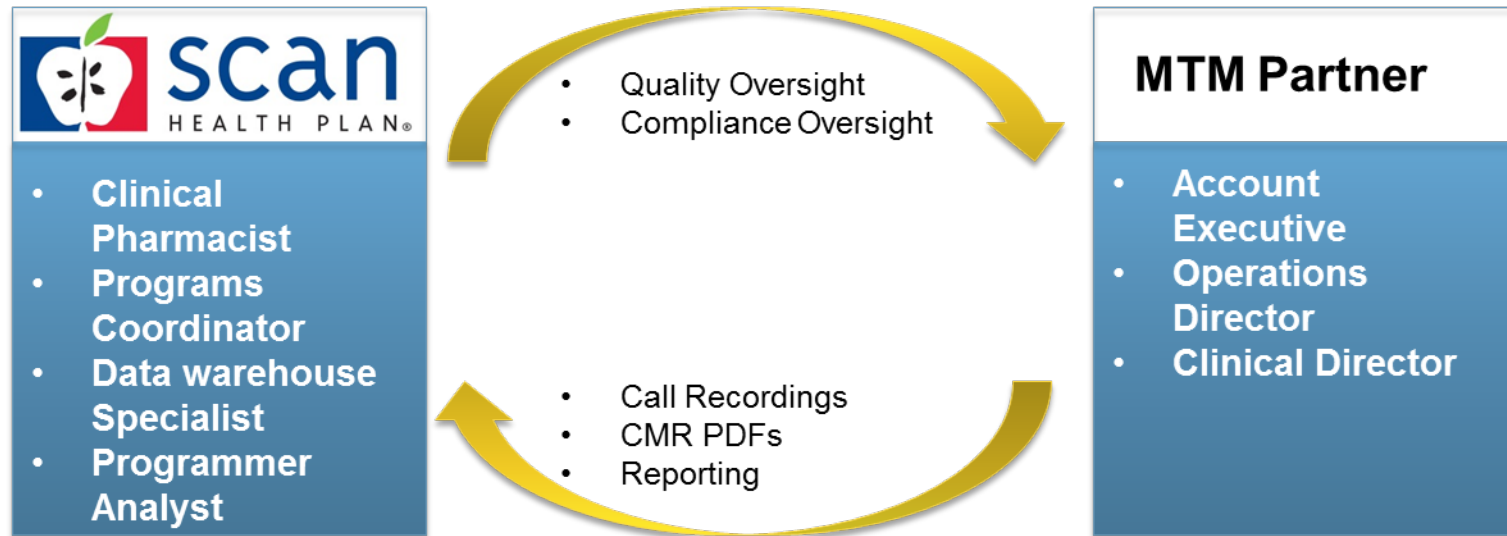 scan
HEALTH PLAN®
• Clinical
Pharmacist
• Programs
Coordinator
• Data warehouse
Specialist
• Programmer
Analyst
• Quality Oversight
• Compliance Oversight
• Call Recordings
• CMR PDFs
• Reporting
MTM Partner
• Account
Executive
• Operations
Director
• Clinical Director